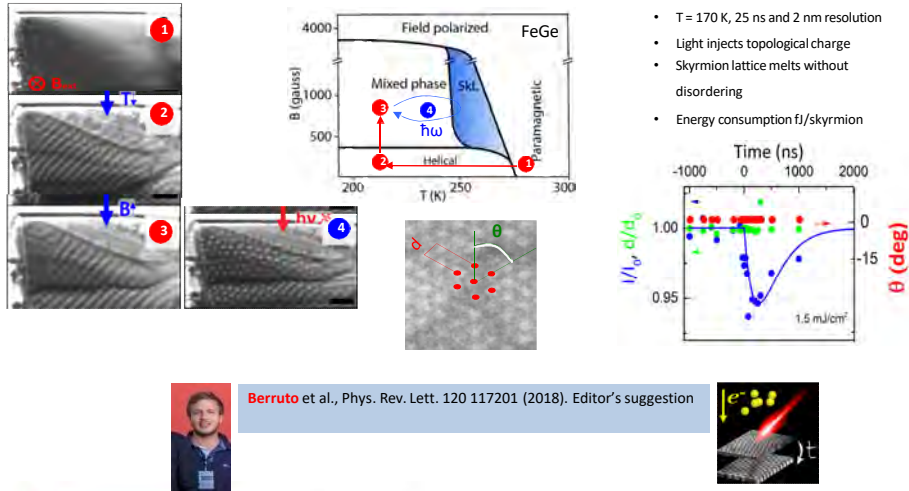 1
B
T
2
B
3
hν
4
4000
2000
1000
500
B (gauss)
Field polarized
FeGe
Mixed phase
SkL
3
4
ħω
2
Helical
1
Paramagnetic
200
250
300
T (K)
d
θ
• T = 170 K, 25 ns and 2 nm resolution
• Light injects topological charge
• Skyrmion lattice melts without
disordering
• Energy consumption fJ/skyrmion
Time (ns)
-1000
0
1000
2000
I/I₀, d/d₀
1.00
0.95
0
-15
θ (deg)
1.5 mJ/cm²
Berruto et al., Phys. Rev. Lett. 120 117201 (2018). Editor's suggestion
e⁻
t